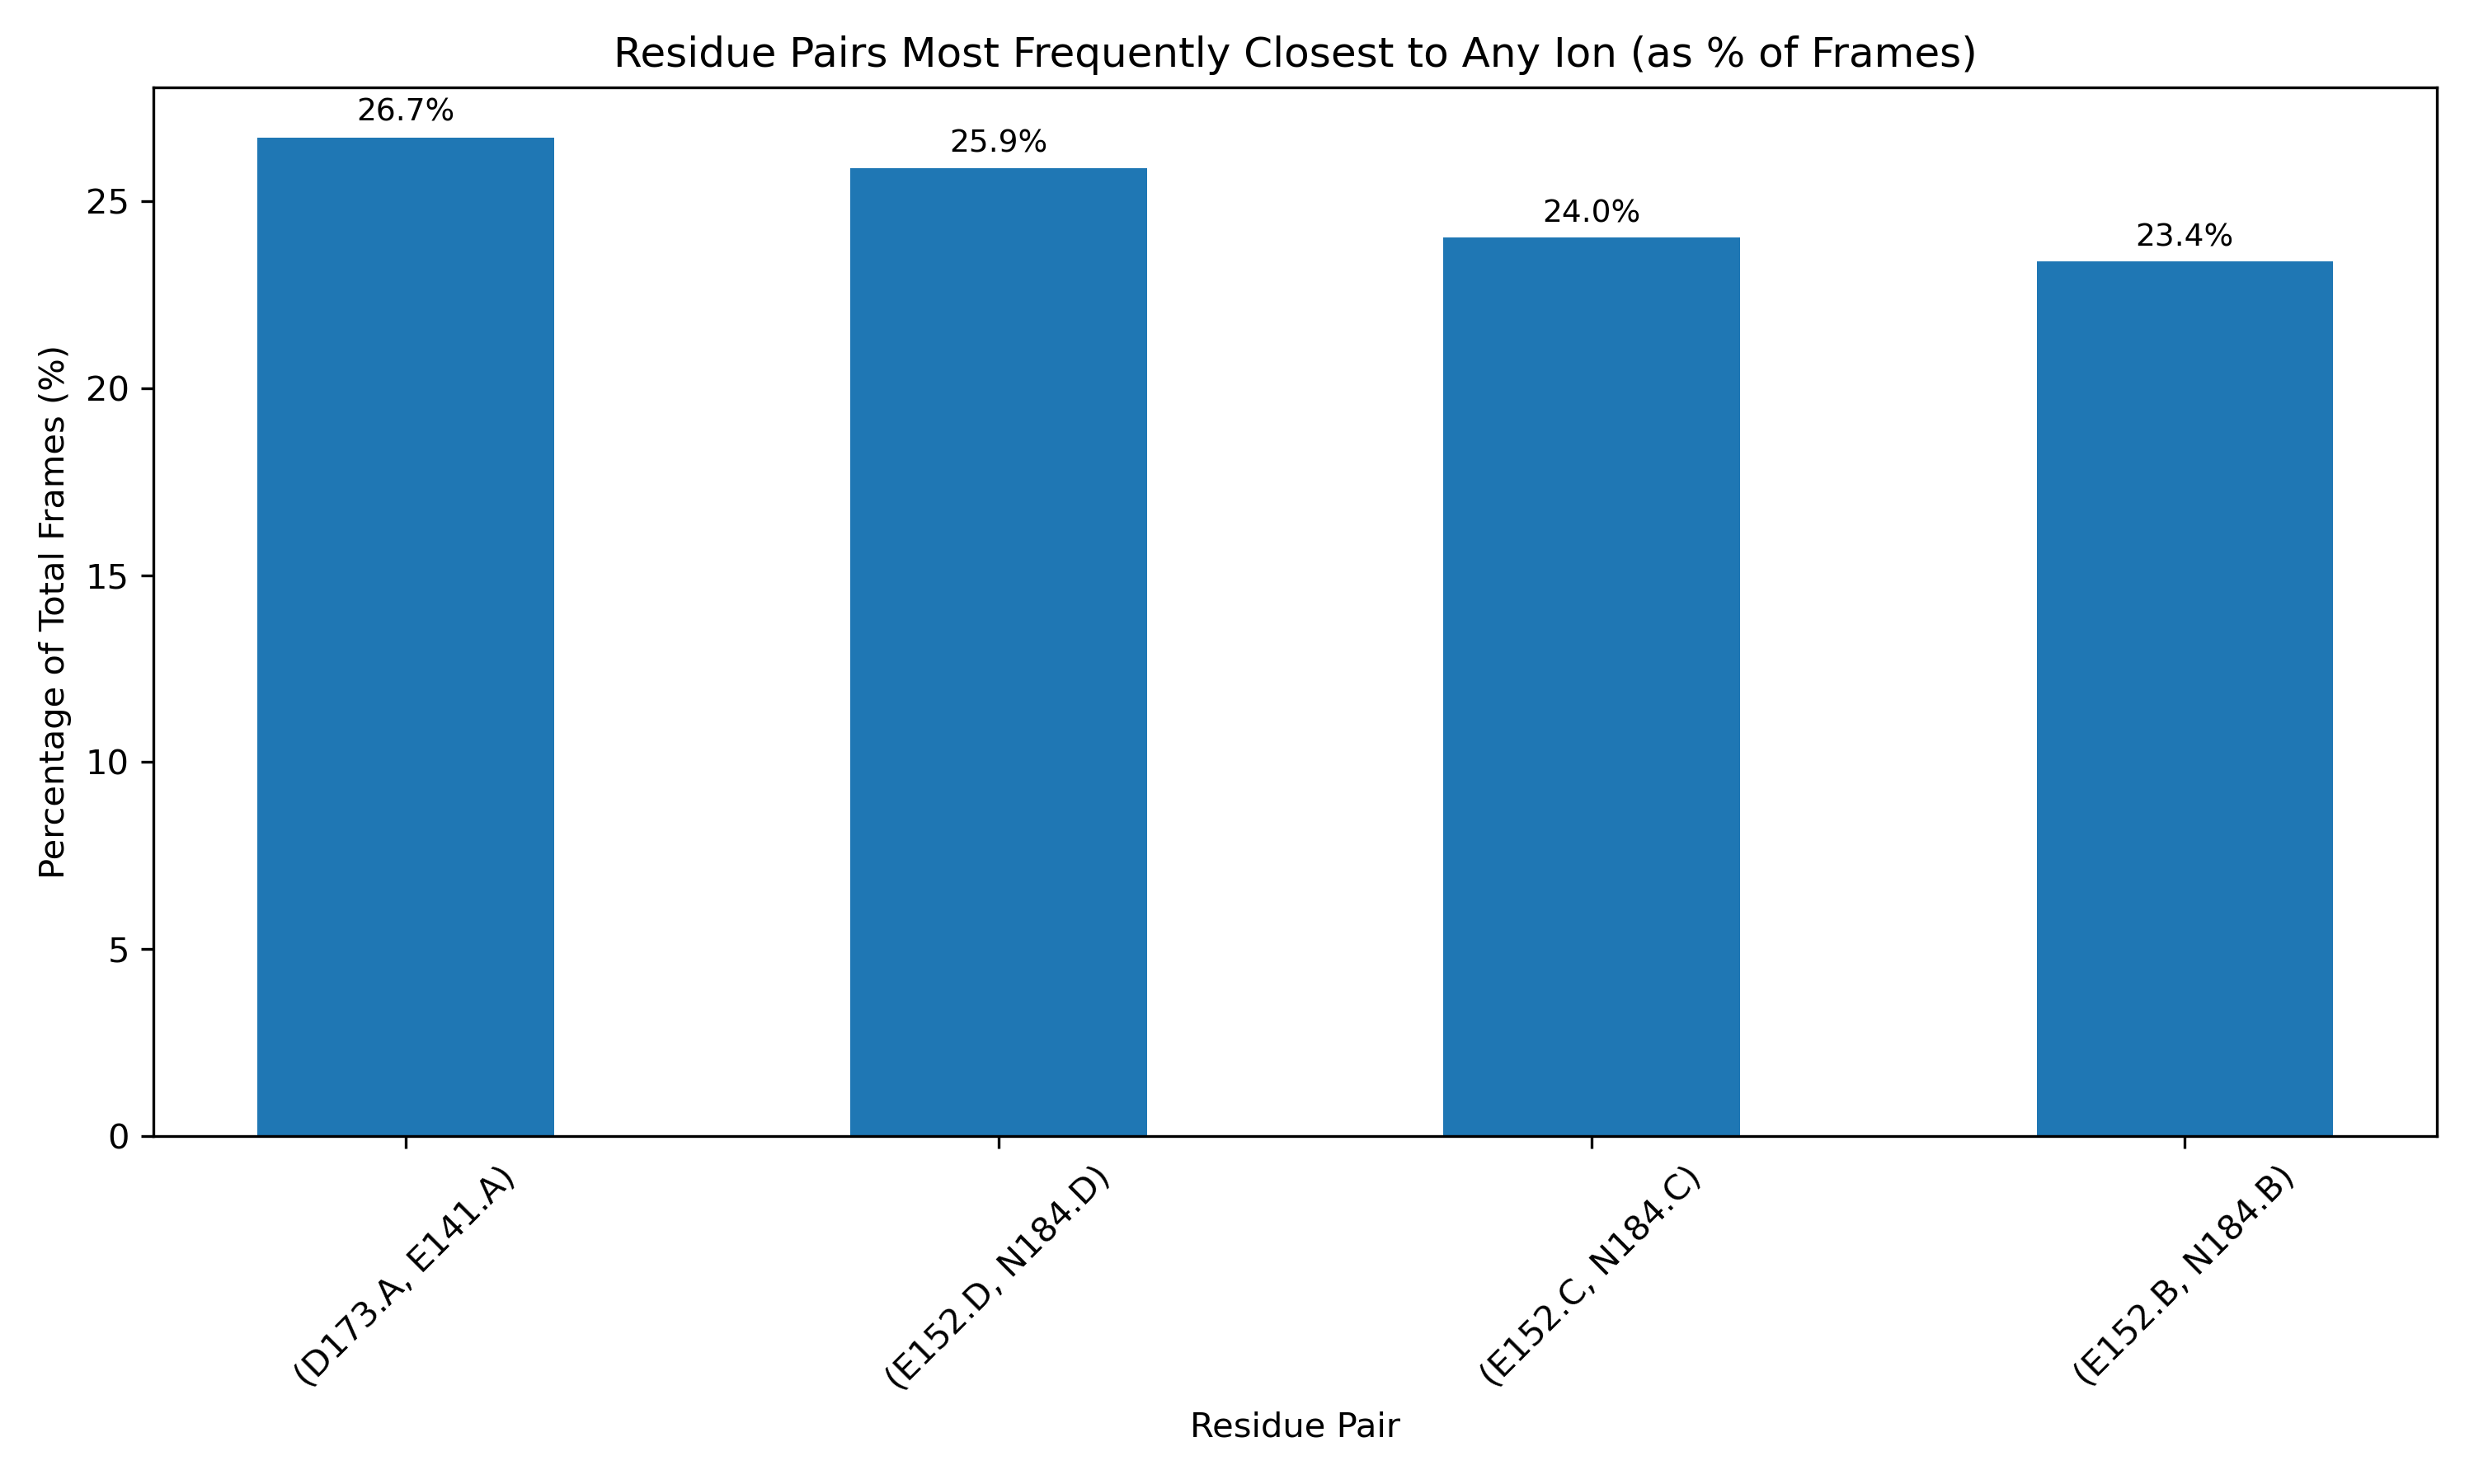 Residue Pairs Most Frequently Closest to Any Ion (as % of Frames)
26.7%
25.9%
24.0%
23.4%
Percentage of Total Frames (%)
25
20
15
10
5
0
(D173.A, E141.A)
(E152.D, N184.D)
(E152.C, N184.C)
(E152.B, N184.B)
Residue Pair